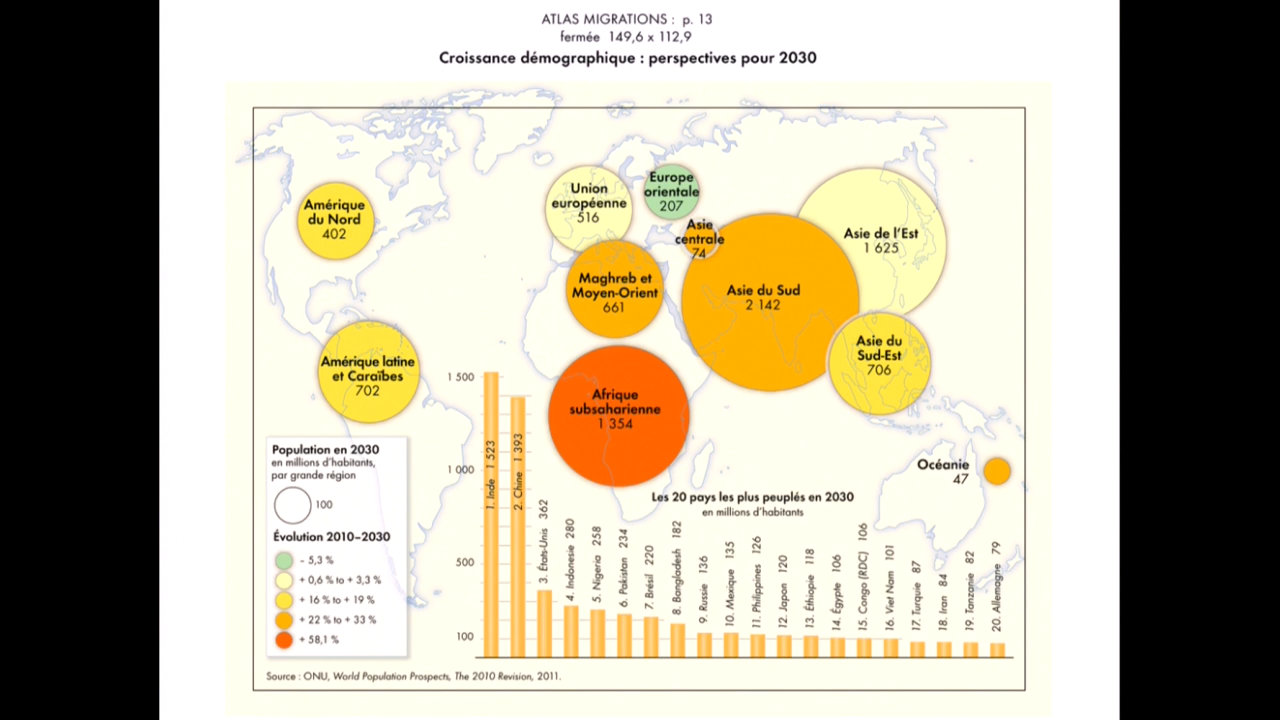 ATLAS MIGRATIONS : p. 13
fermée 149,6 x 112,9
Croissance démographique : perspectives pour 2030
Amérique
du Nord
402
Union
européenne
516
Europe
orientale
207
Asie
centrale
74
Asie de l'Est
1 625
Maghreb et
Moyen-Orient
661
Asie du Sud
2 142
Asie du
Sud-Est
706
Amérique latine
et Caraïbes
702
Afrique
subsaharienne
1 354
Océanie
47
Population en 2030
en millions d'habitants,
par grande région
100
Évolution 2010–2030
- 5,3 %
+ 0,6 % to + 3,3 %
+ 16 % to + 19 %
+ 22 % to + 33 %
+ 58,1 %
Les 20 pays les plus peuplés en 2030
en millions d'habitants
1 500
1 000
500
100
1. Inde 1 523
2. Chine 1 393
3. États-Unis 362
4. Indonesie 280
5. Nigeria 258
6. Pakistan 234
7. Brésil 220
8. Bangladesh 182
9. Russie 136
10. Mexique 135
11. Philippines 126
12. Japon 120
13. Éthiopie 118
14. Égypte 106
15. Congo (RDC) 106
16. Viet Nam 101
17. Turquie 87
18. Iran 84
19. Tanzanie 82
20. Allemagne 79
Source : ONU, World Population Prospects, The 2010 Revision, 2011.